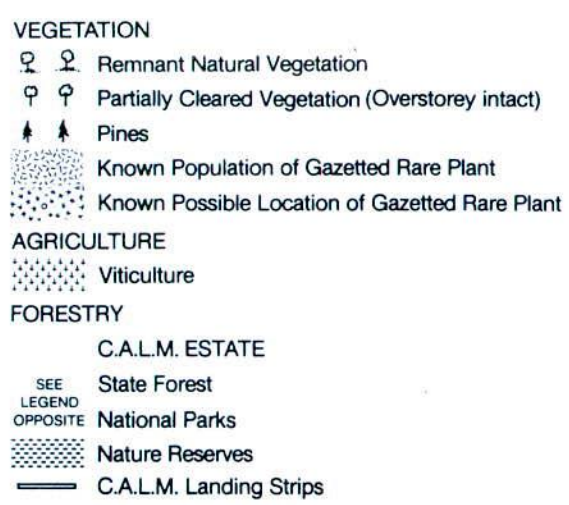 VEGETATION
Remnant Natural Vegetation
Partially Cleared Vegetation (Overstorey intact)
Pines
Known Population of Gazetted Rare Plant
Known Possible Location of Gazetted Rare Plant
AGRICULTURE
Viticulture
FORESTRY
C.A.L.M. ESTATE
SEE
LEGEND
OPPOSITE
State Forest
National Parks
Nature Reserves
C.A.L.M. Landing Strips